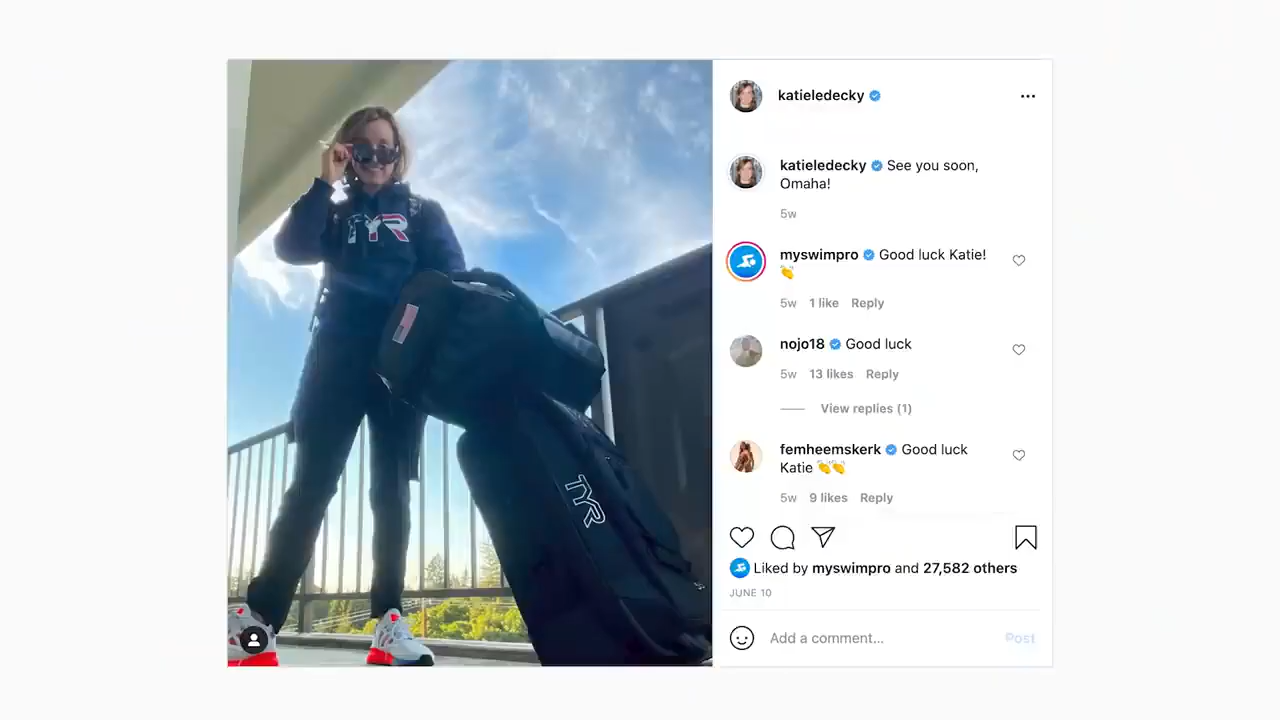 TYR
TYR
katieledecky
katieledecky See you soon,
Omaha!
5w
myswimpro Good luck Katie!
👏
5w 1 like Reply
nojo18 Good luck
5w 13 likes Reply
View replies (1)
femheemskerk Good luck
Katie 👏👏
5w 9 likes Reply
Liked by myswimpro and 27,582 others
JUNE 10
Add a comment... Post